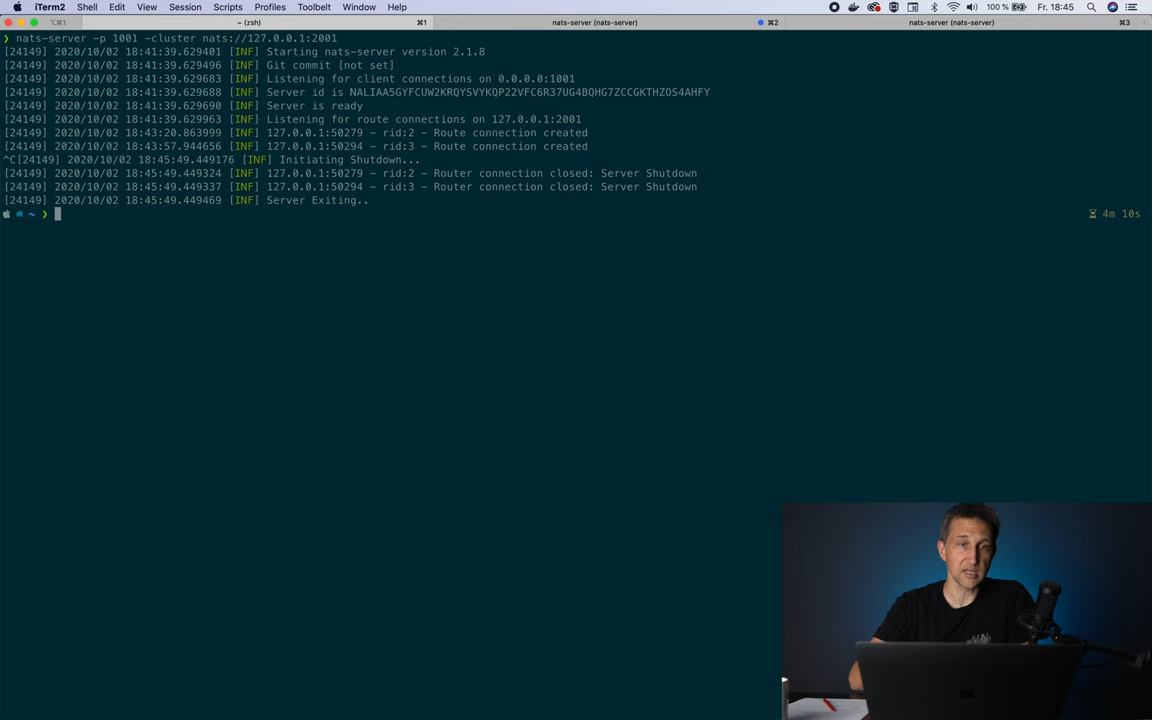 iTerm2 Shell Edit View Session Scripts Profiles Toolbelt Window Help 100 % Fr. 18:45
⌥⌘1 ~ (zsh) ⌘1 nats-server (nats-server) ⌘2 nats-server (nats-server) ⌘3
❯ nats-server -p 1001 -cluster nats://127.0.0.1:2001
[24149] 2020/10/02 18:41:39.629401 [INF] Starting nats-server version 2.1.8
[24149] 2020/10/02 18:41:39.629496 [INF] Git commit [not set]
[24149] 2020/10/02 18:41:39.629683 [INF] Listening for client connections on 0.0.0.0:1001
[24149] 2020/10/02 18:41:39.629688 [INF] Server id is NALIAA5GYFCUW2KRQYSVYKQP22VFC6R37UG4BQHG7ZCCGKTHZOS4AHFY
[24149] 2020/10/02 18:41:39.629690 [INF] Server is ready
[24149] 2020/10/02 18:41:39.629963 [INF] Listening for route connections on 127.0.0.1:2001
[24149] 2020/10/02 18:43:20.863999 [INF] 127.0.0.1:50279 - rid:2 - Route connection created
[24149] 2020/10/02 18:43:57.944656 [INF] 127.0.0.1:50294 - rid:3 - Route connection created
^C[24149] 2020/10/02 18:45:49.449176 [INF] Initiating Shutdown...
[24149] 2020/10/02 18:45:49.449324 [INF] 127.0.0.1:50279 - rid:2 - Router connection closed: Server Shutdown
[24149] 2020/10/02 18:45:49.449337 [INF] 127.0.0.1:50294 - rid:3 - Router connection closed: Server Shutdown
[24149] 2020/10/02 18:45:49.449469 [INF] Server Exiting..
~ ❯ 4m 10s